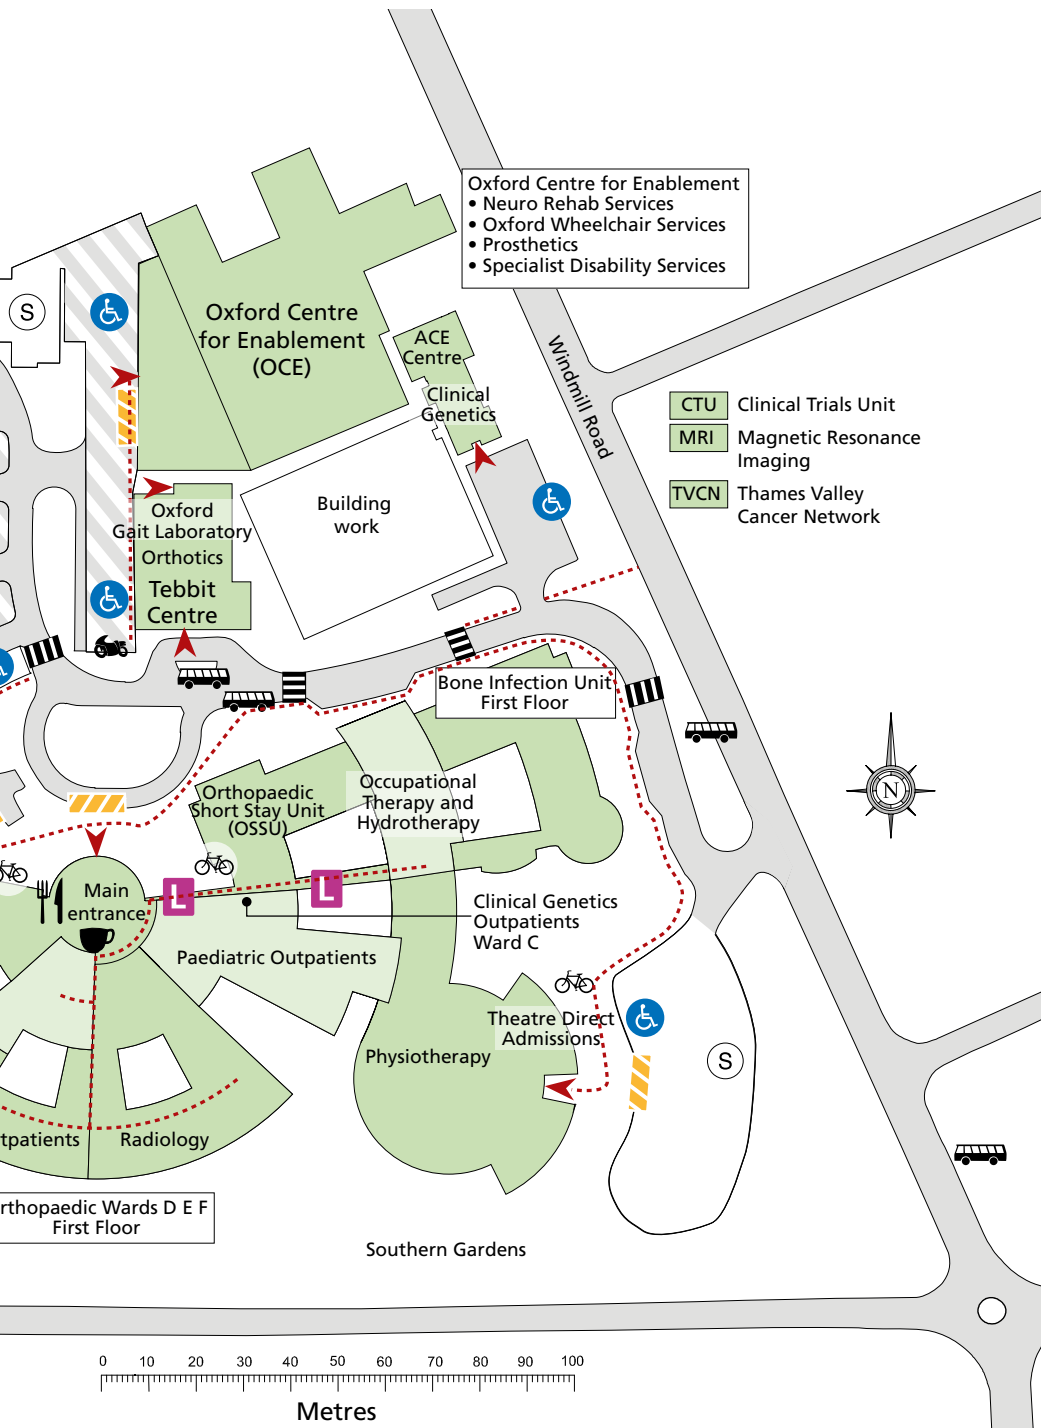 Oxford Centre for Enablement
• Neuro Rehab Services
• Oxford Wheelchair Services
• Prosthetics
• Specialist Disability Services
S
Oxford Centre
for Enablement
(OCE)
ACE
Centre
Clinical
Genetics
Windmill Road
CTU Clinical Trials Unit
MRI Magnetic Resonance
Imaging
TVCN Thames Valley
Cancer Network
Building
work
Oxford
Gait Laboratory
Orthotics
Tebbit
Centre
Bone Infection Unit
First Floor
N
Occupational
Therapy and
Hydrotherapy
Orthopaedic
Short Stay Unit
(OSSU)
Main
entrance
L
L
Clinical Genetics
Outpatients
Ward C
Paediatric Outpatients
Theatre Direct
Admissions
S
Physiotherapy
tpatients
Radiology
rthopaedic Wards D E F
First Floor
Southern Gardens
0 10 20 30 40 50 60 70 80 90 100
Metres